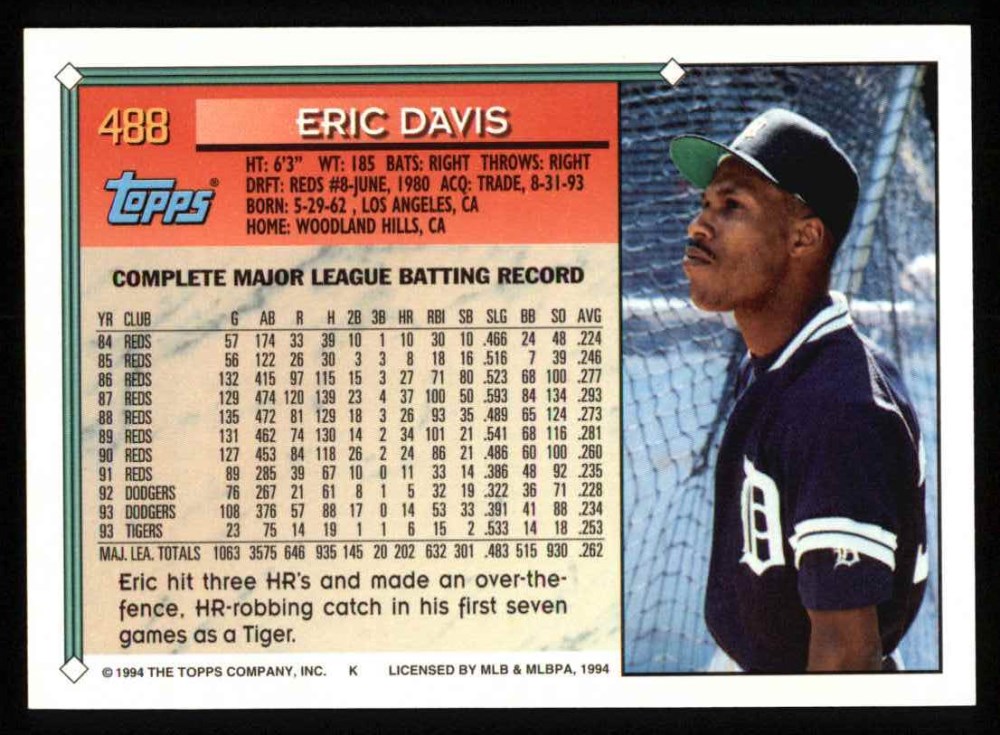 488
ERIC DAVIS
Topps®
HT: 6'3" WT: 185 BATS: RIGHT THROWS: RIGHT
DRFT: REDS #8-JUNE, 1980 ACQ: TRADE, 8-31-93
BORN: 5-29-62 , LOS ANGELES, CA
HOME: WOODLAND HILLS, CA
COMPLETE MAJOR LEAGUE BATTING RECORD
YR CLUB G AB R H 2B 3B HR RBI SB SLG BB SO AVG
84 REDS 57 174 33 39 10 1 10 30 10 .466 24 48 .224
85 REDS 56 122 26 30 3 3 8 18 16 .516 7 39 .246
86 REDS 132 415 97 115 15 3 27 71 80 .523 68 100 .277
87 REDS 129 474 120 139 23 4 37 100 50 .593 84 134 .293
88 REDS 135 472 81 129 18 3 26 93 35 .489 65 124 .273
89 REDS 131 462 74 130 14 2 34 101 21 .541 68 116 .281
90 REDS 127 453 84 118 26 2 24 86 21 .486 60 100 .260
91 REDS 89 285 39 67 10 0 11 33 14 .386 48 92 .235
92 DODGERS 76 267 21 61 8 1 5 32 19 .322 36 71 .228
93 DODGERS 108 376 57 88 17 0 14 53 33 .391 41 88 .234
93 TIGERS 23 75 14 19 1 1 6 15 2 .533 14 18 .253
MAJ. LEA. TOTALS 1063 3575 646 935 145 20 202 632 301 .483 515 930 .262
Eric hit three HR's and made an over-the-
fence, HR-robbing catch in his first seven
games as a Tiger.
© 1994 THE TOPPS COMPANY, INC. K LICENSED BY MLB & MLBPA, 1994
D
D